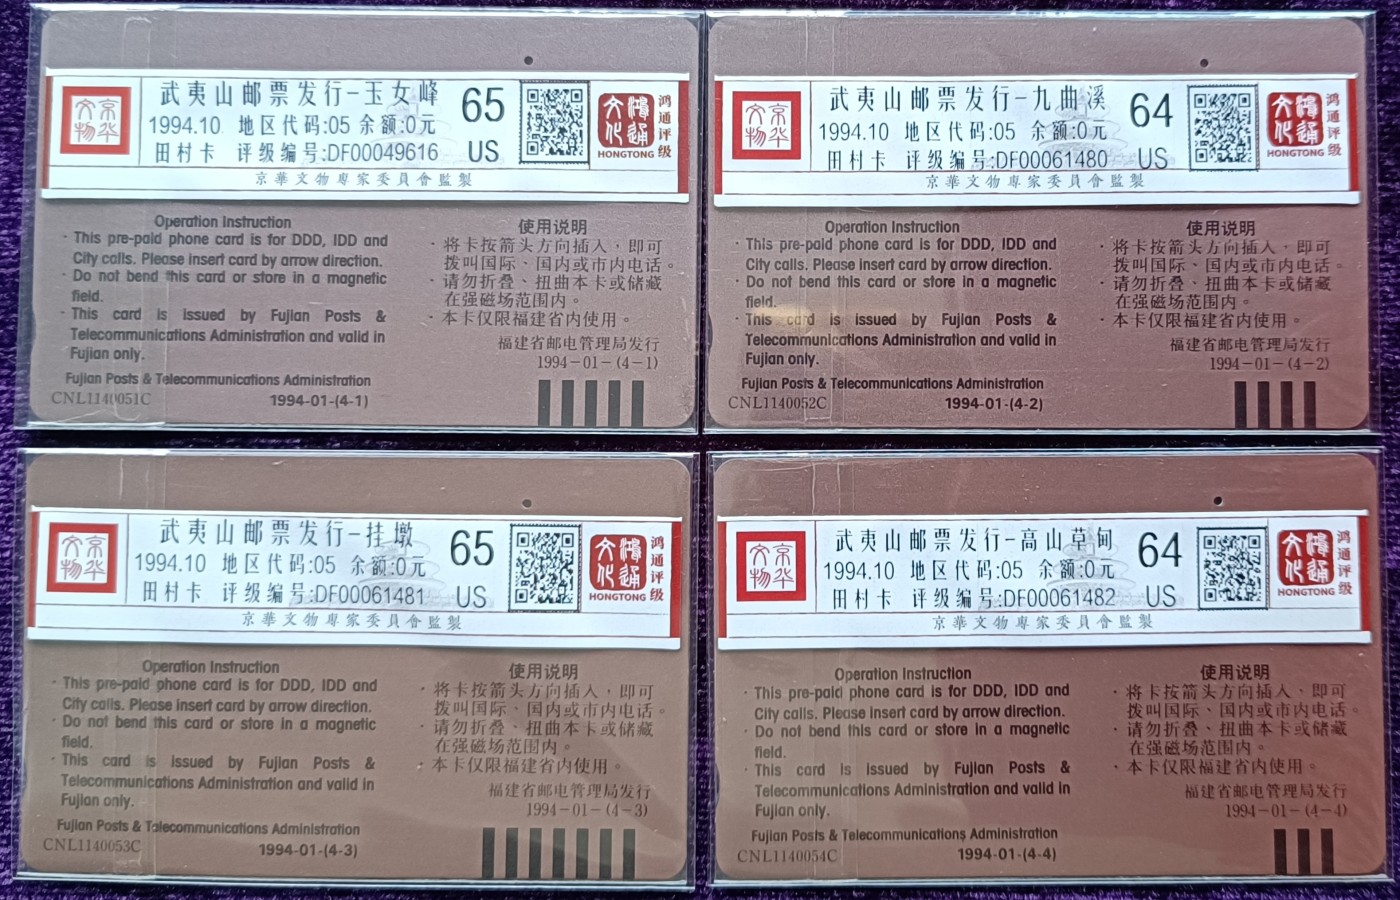 京华
文物
武夷山邮票发行-玉女峰
1994.10 地区代码:05 余额:0元
田村卡 评级编号:DF00049616
65
US
鸿通
文化
HONGTONG
鸿通评级
京華文物專家委員會監製
Operation Instruction
· This pre-paid phone card is for DDD, IDD and
City calls. Please insert card by arrow direction.
· Do not bend this card or store in a magnetic
field.
· This card is issued by Fujian Posts &
Telecommunications Administration and valid in
Fujian only.
Fujian Posts & Telecommunications Administration
CNL1140051C
1994-01-(4-1)
使用说明
· 将卡按箭头方向插入，即可
拨叫国际、国内或市内电话。
· 请勿折叠、扭曲本卡或储藏
在强磁场范围内。
· 本卡仅限福建省内使用。
福建省邮电管理局发行
1994-01-(4-1)
京华
文物
武夷山邮票发行-九曲溪
1994.10 地区代码:05 余额:0元
田村卡 评级编号:DF00061480
64
US
鸿通
文化
HONGTONG
鸿通评级
京華文物專家委員會監製
Operation Instruction
· This pre-paid phone card is for DDD, IDD and
City calls. Please insert card by arrow direction.
· Do not bend this card or store in a magnetic
field.
· This card is issued by Fujian Posts &
Telecommunications Administration and valid in
Fujian only.
Fujian Posts & Telecommunications Administration
CNL1140052C
1994-01-(4-2)
使用说明
· 将卡按箭头方向插入，即可
拨叫国际、国内或市内电话。
· 请勿折叠、扭曲本卡或储藏
在强磁场范围内。
· 本卡仅限福建省内使用。
福建省邮电管理局发行
1994-01-(4-2)
京华
文物
武夷山邮票发行-挂墩
1994.10 地区代码:05 余额:0元
田村卡 评级编号:DF00061481
65
US
鸿通
文化
HONGTONG
鸿通评级
京華文物專家委員會監製
Operation Instruction
· This pre-paid phone card is for DDD, IDD and
City calls. Please insert card by arrow direction.
· Do not bend this card or store in a magnetic
field.
· This card is issued by Fujian Posts &
Telecommunications Administration and valid in
Fujian only.
Fujian Posts & Telecommunications Administration
CNL1140053C
1994-01-(4-3)
使用说明
· 将卡按箭头方向插入，即可
拨叫国际、国内或市内电话。
· 请勿折叠、扭曲本卡或储藏
在强磁场范围内。
· 本卡仅限福建省内使用。
福建省邮电管理局发行
1994-01-(4-3)
京华
文物
武夷山邮票发行-高山草甸
1994.10 地区代码:05 余额:0元
田村卡 评级编号:DF00061482
64
US
鸿通
文化
HONGTONG
鸿通评级
京華文物專家委員會監製
Operation Instruction
· This pre-paid phone card is for DDD, IDD and
City calls. Please insert card by arrow direction.
· Do not bend this card or store in a magnetic
field.
· This card is issued by Fujian Posts &
Telecommunications Administration and valid in
Fujian only.
Fujian Posts & Telecommunications Administration
CNL1140054C
1994-01-(4-4)
使用说明
· 将卡按箭头方向插入，即可
拨叫国际、国内或市内电话。
· 请勿折叠、扭曲本卡或储藏
在强磁场范围内。
· 本卡仅限福建省内使用。
福建省邮电管理局发行
1994-01-(4-4)